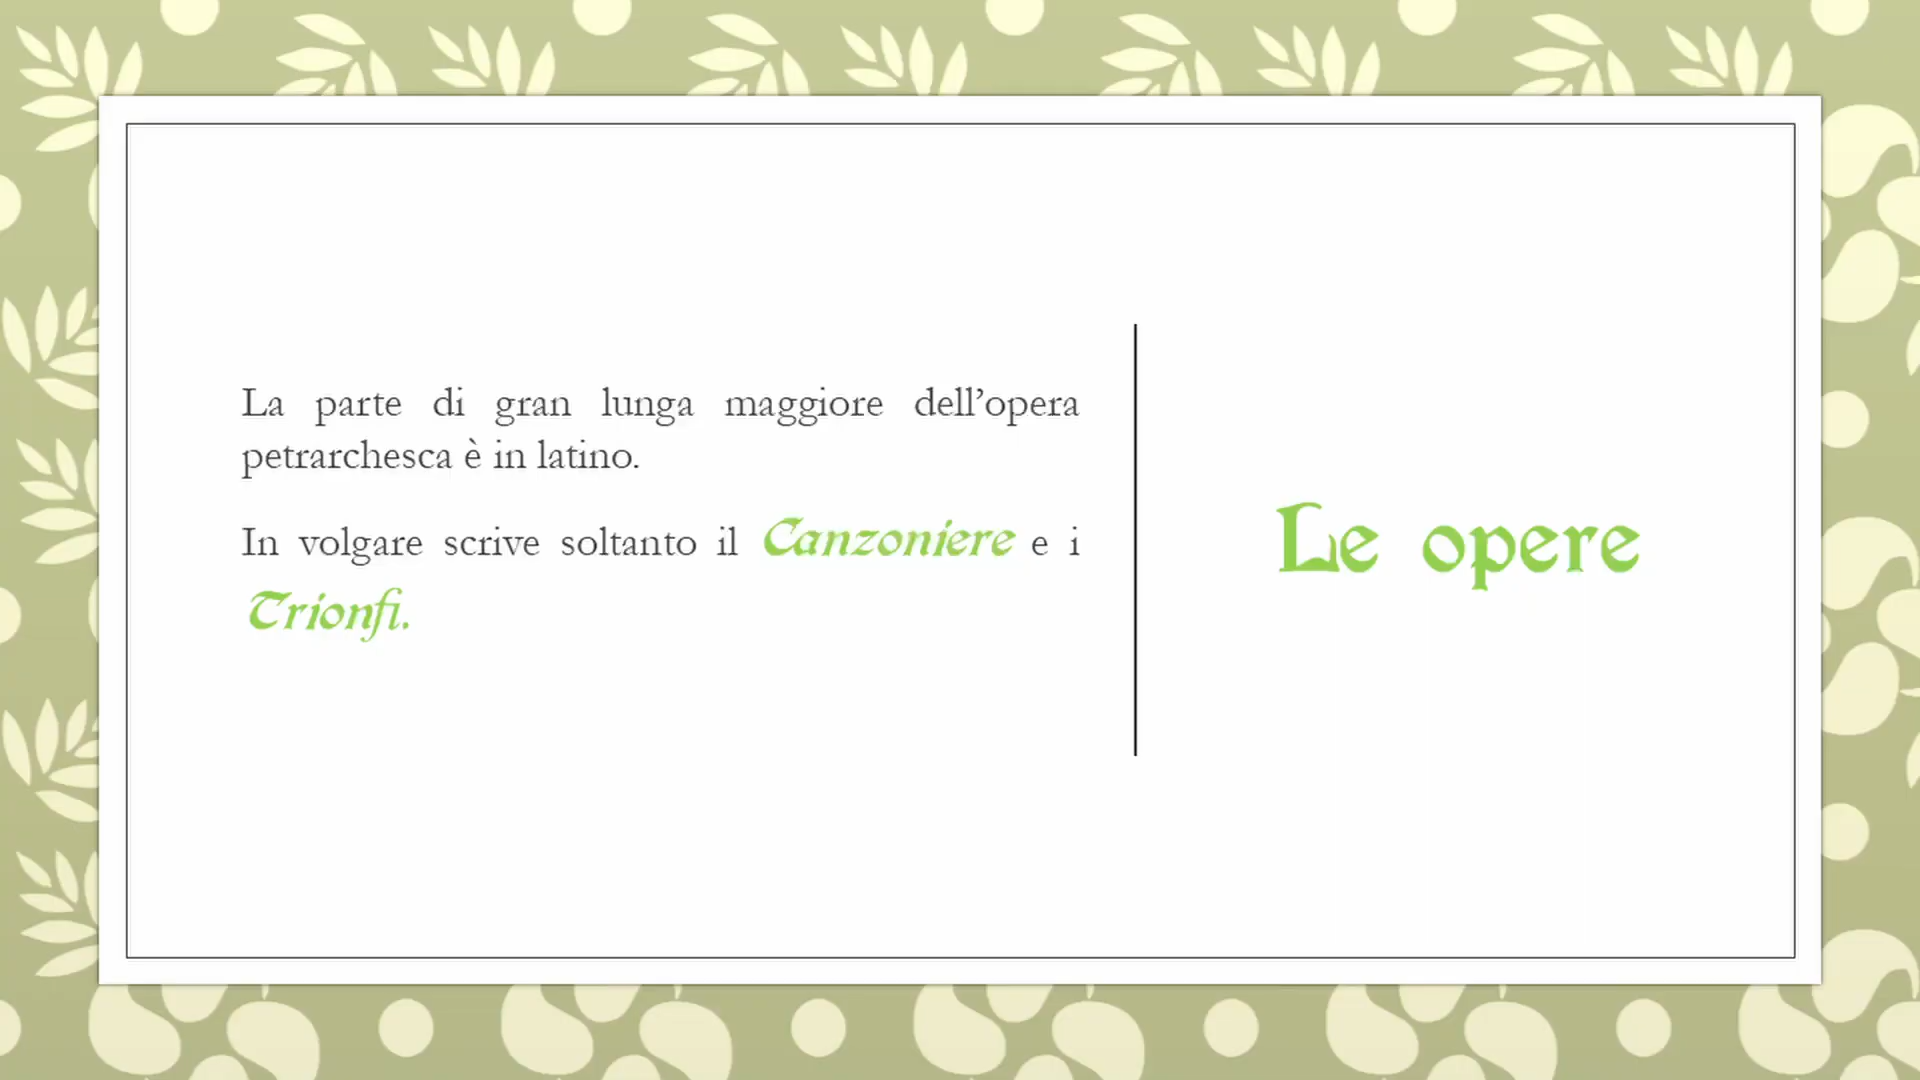 La parte di gran lunga maggiore dell’opera
petrarchesca è in latino.
In volgare scrive soltanto il Canzoniere e i
Trionfi.
Le opere